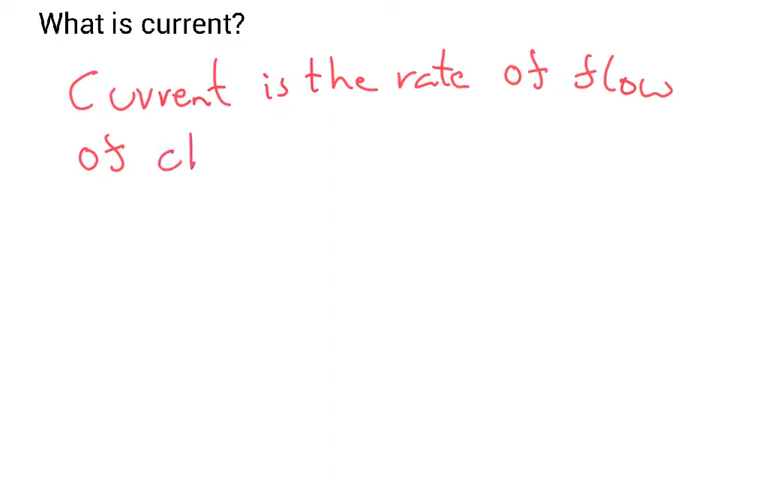 What is current?
Current is the rate of flow
of cl